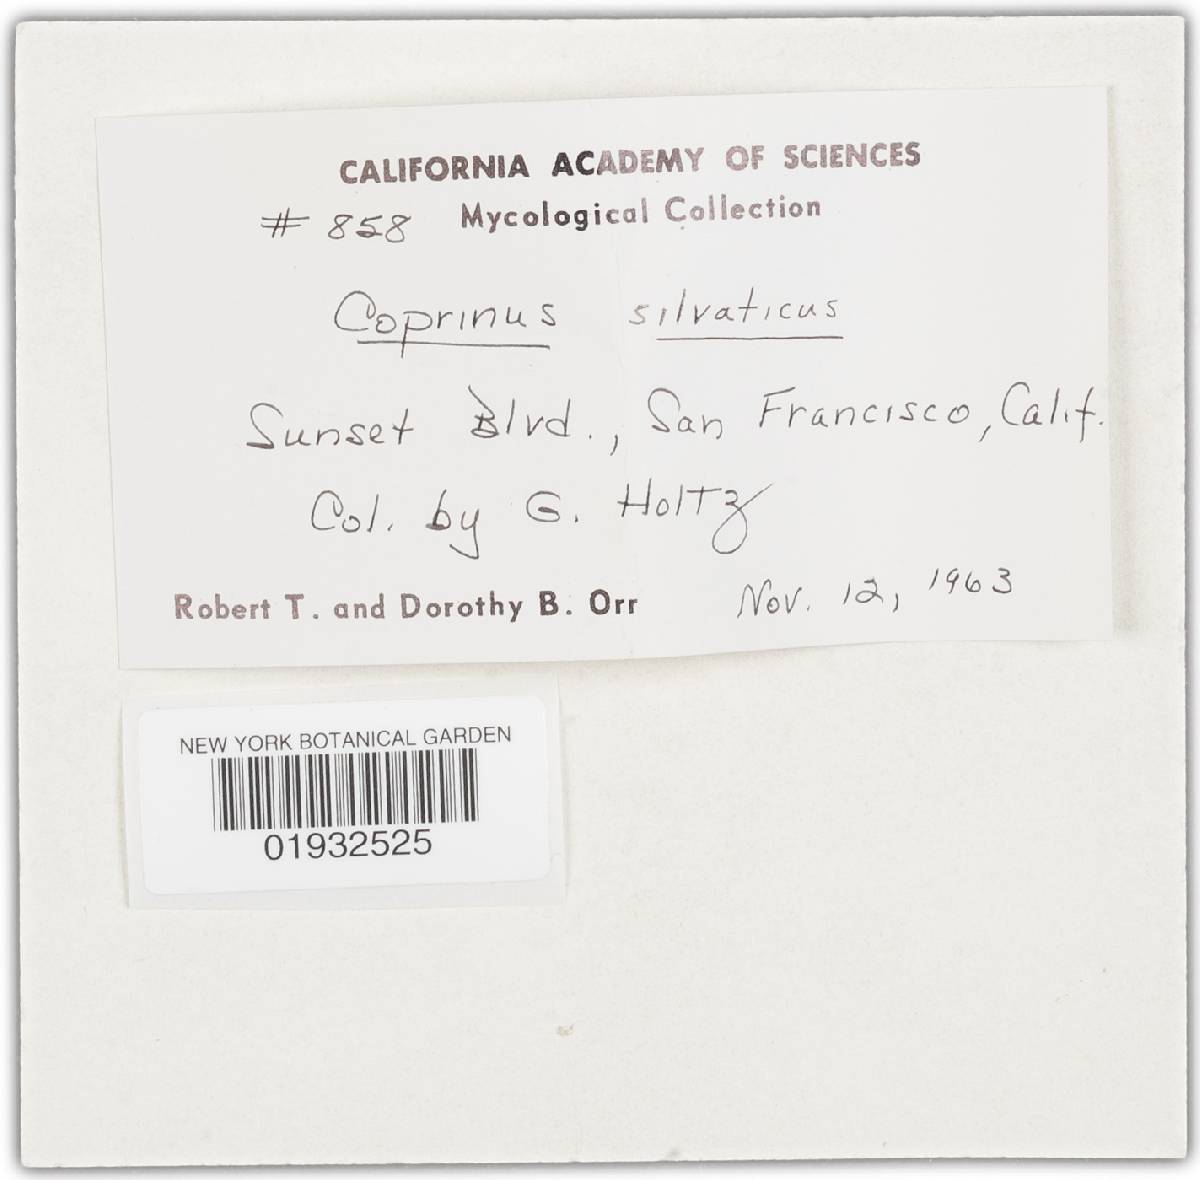 CALIFORNIA ACADEMY OF SCIENCES
# 858 Mycological Collection
Coprinus silvaticus
Sunset Blvd., San Francisco, Calif.
Col. by G. Holtz
Robert T. and Dorothy B. Orr Nov. 12, 1963
NEW YORK BOTANICAL GARDEN
01932525